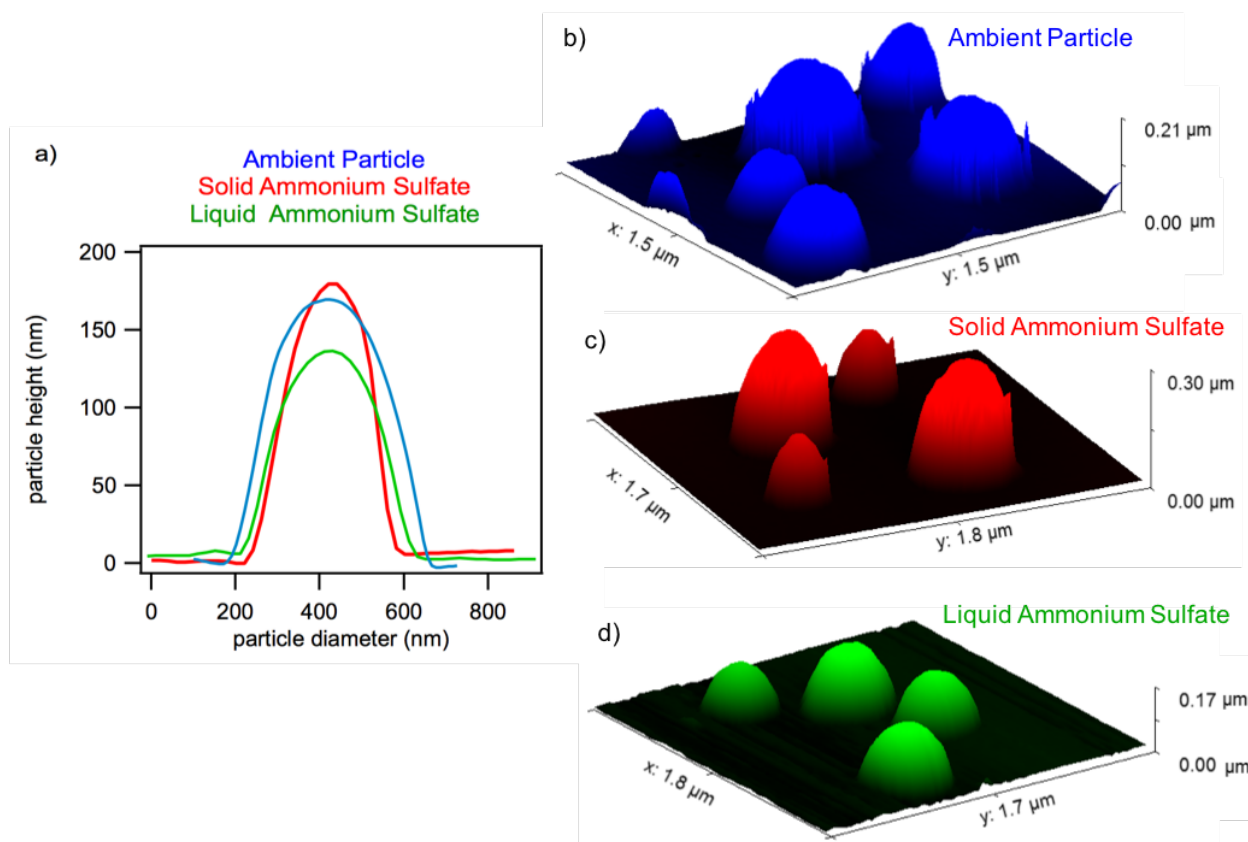 a)
Ambient Particle
Solid Ammonium Sulfate
Liquid Ammonium Sulfate
particle height (nm)
200
150
100
50
0
0 200 400 600 800
particle diameter (nm)
b)
Ambient Particle
0.21 µm
0.00 µm
x: 1.5 µm
y: 1.5 µm
c)
Solid Ammonium Sulfate
0.30 µm
0.00 µm
x: 1.7 µm
y: 1.8 µm
d)
Liquid Ammonium Sulfate
0.17 µm
0.00 µm
x: 1.8 µm
y: 1.7 µm